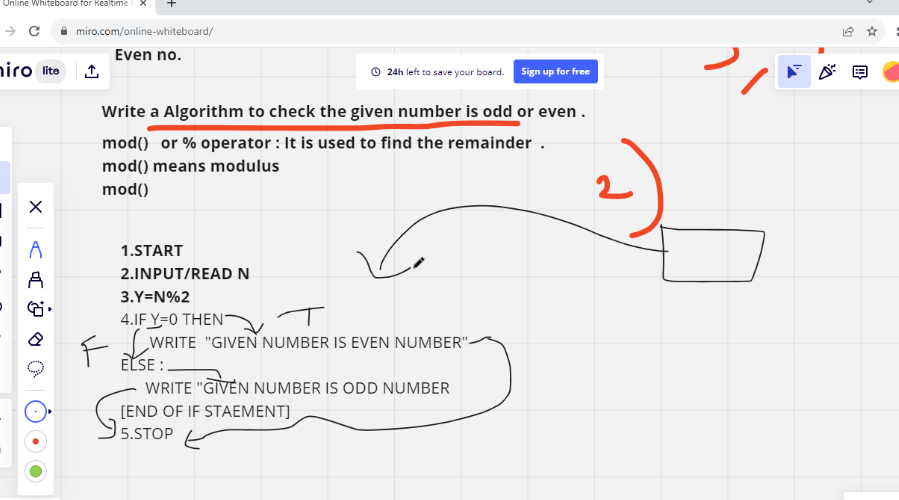 Online Whiteboard for Realtime
miro.com/online-whiteboard/
Even no.
miro lite
24h left to save your board.
Sign up for free
Write a Algorithm to check the given number is odd or even .
mod() or % operator : It is used to find the remainder .
mod() means modulus
mod()
2
1.START
2.INPUT/READ N
3.Y=N%2
4.IF Y=0 THEN
T
WRITE "GIVEN NUMBER IS EVEN NUMBER"
F
ELSE :
WRITE "GIVEN NUMBER IS ODD NUMBER
[END OF IF STAEMENT]
5.STOP